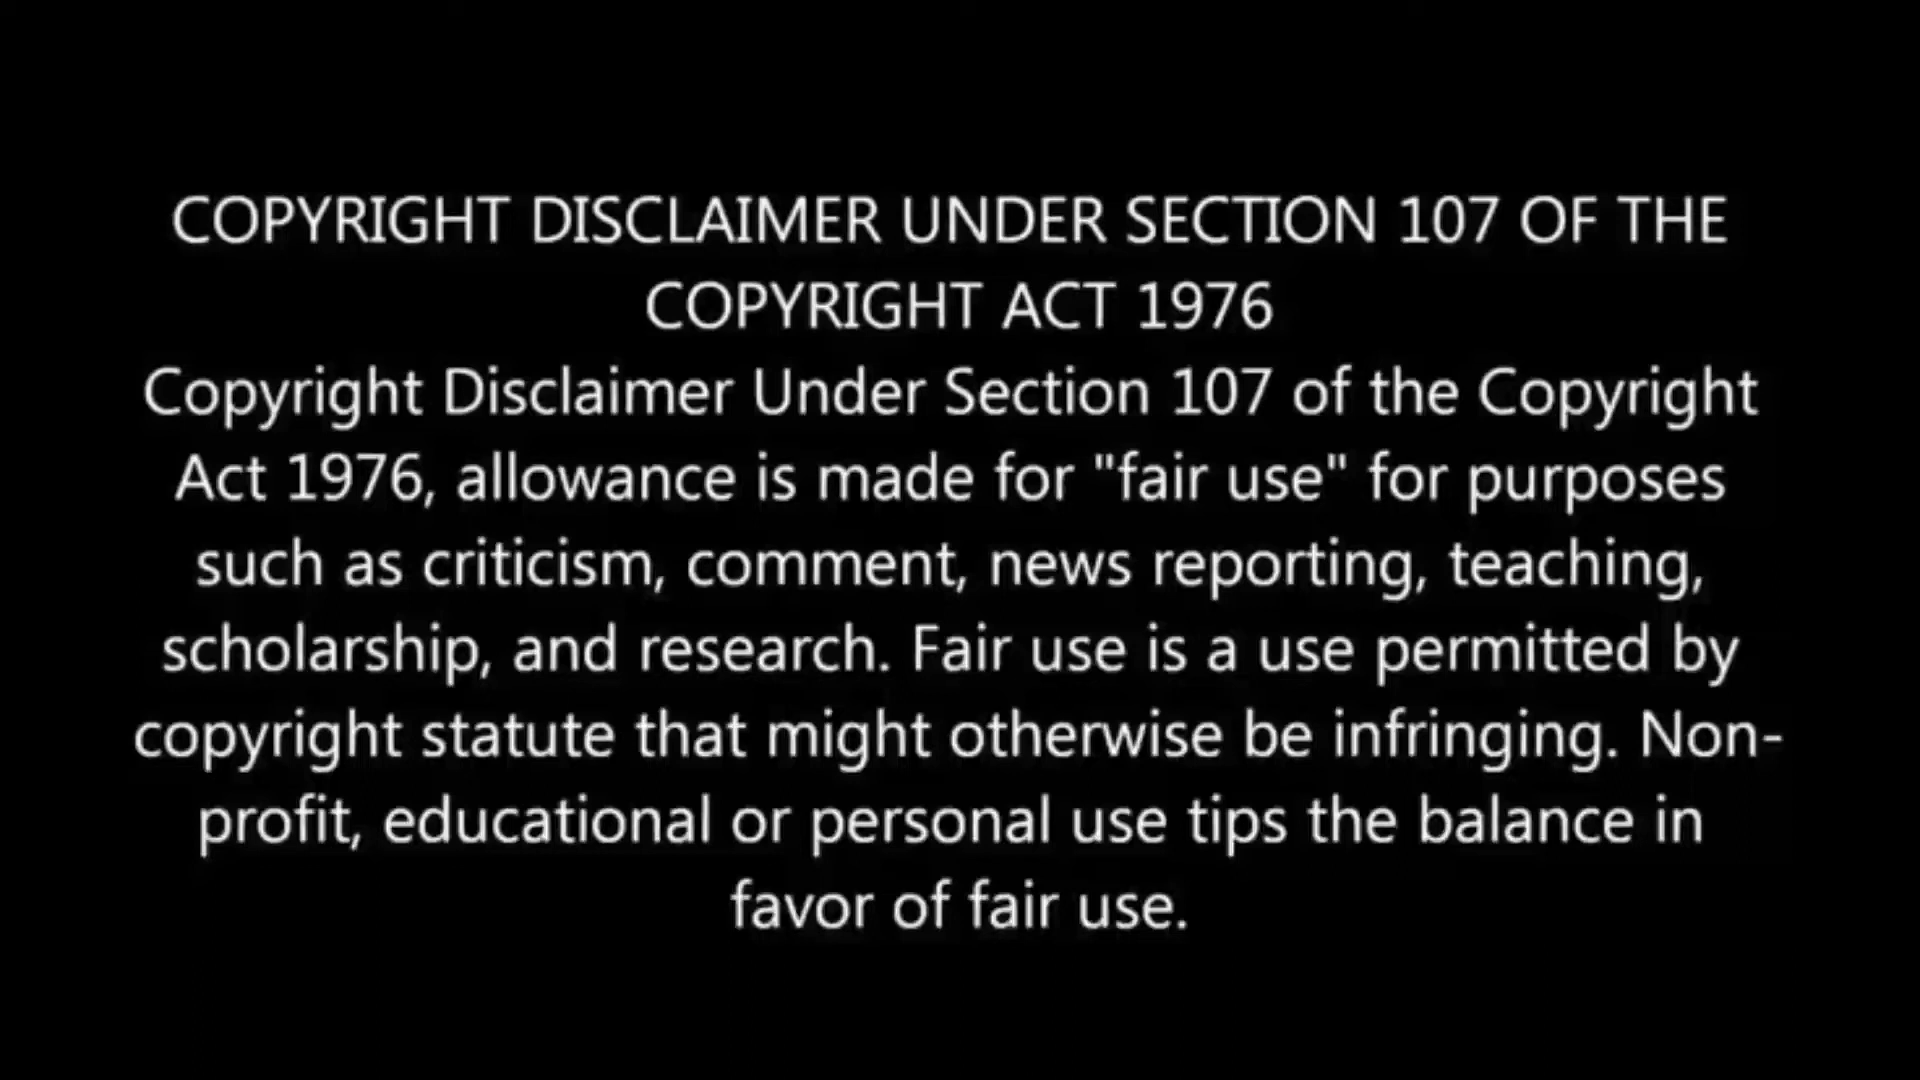 COPYRIGHT DISCLAIMER UNDER SECTION 107 OF THE
COPYRIGHT ACT 1976
Copyright Disclaimer Under Section 107 of the Copyright
Act 1976, allowance is made for "fair use" for purposes
such as criticism, comment, news reporting, teaching,
scholarship, and research. Fair use is a use permitted by
copyright statute that might otherwise be infringing. Non-
profit, educational or personal use tips the balance in
favor of fair use.